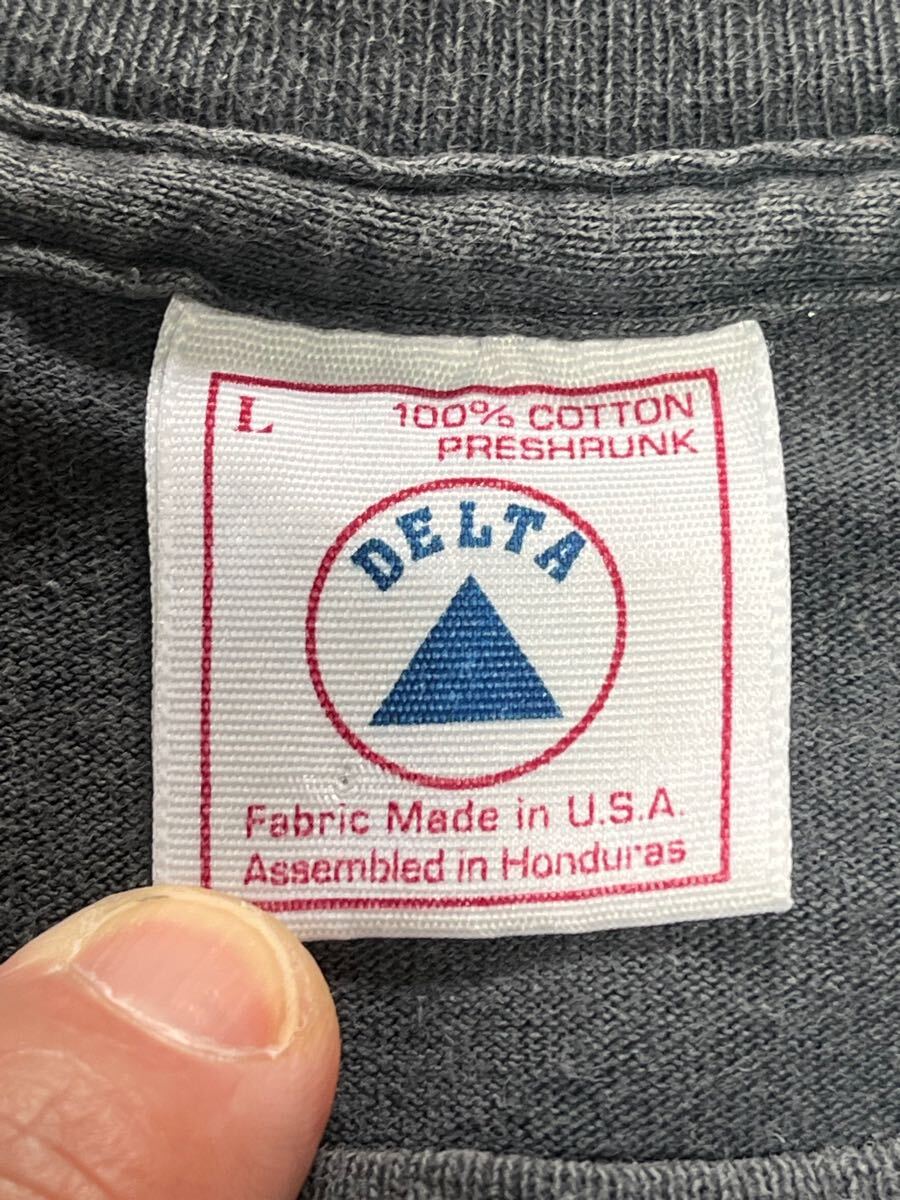 L
100% COTTON
PRESHRUNK
DELTA
Fabric Made in U.S.A.
Assembled in Honduras